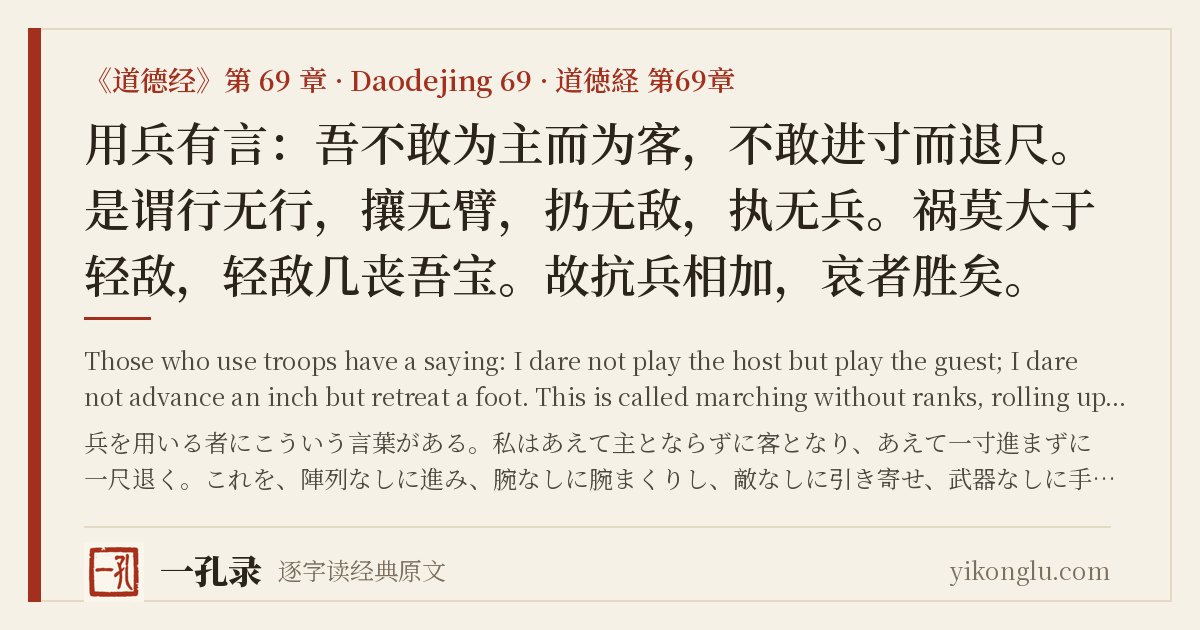 《道德经》第 69 章 · Daodejing 69 · 道徳経 第69章
用兵有言：吾不敢为主而为客，不敢进寸而退尺。
是谓行无行，攘无臂，扔无敌，执无兵。祸莫大于
轻敌，轻敌几丧吾宝。故抗兵相加，哀者胜矣。
Those who use troops have a saying: I dare not play the host but play the guest; I dare
not advance an inch but retreat a foot. This is called marching without ranks, rolling up...
兵を用いる者にこういう言葉がある。私はあえて主とならずに客となり、あえて一寸進まずに
一尺退く。これを、陣列なしに進み、腕なしに腕まくりし、敵なしに引き寄せ、武器なしに手…
一孔
一孔录 逐字读经典原文 yikonglu.com